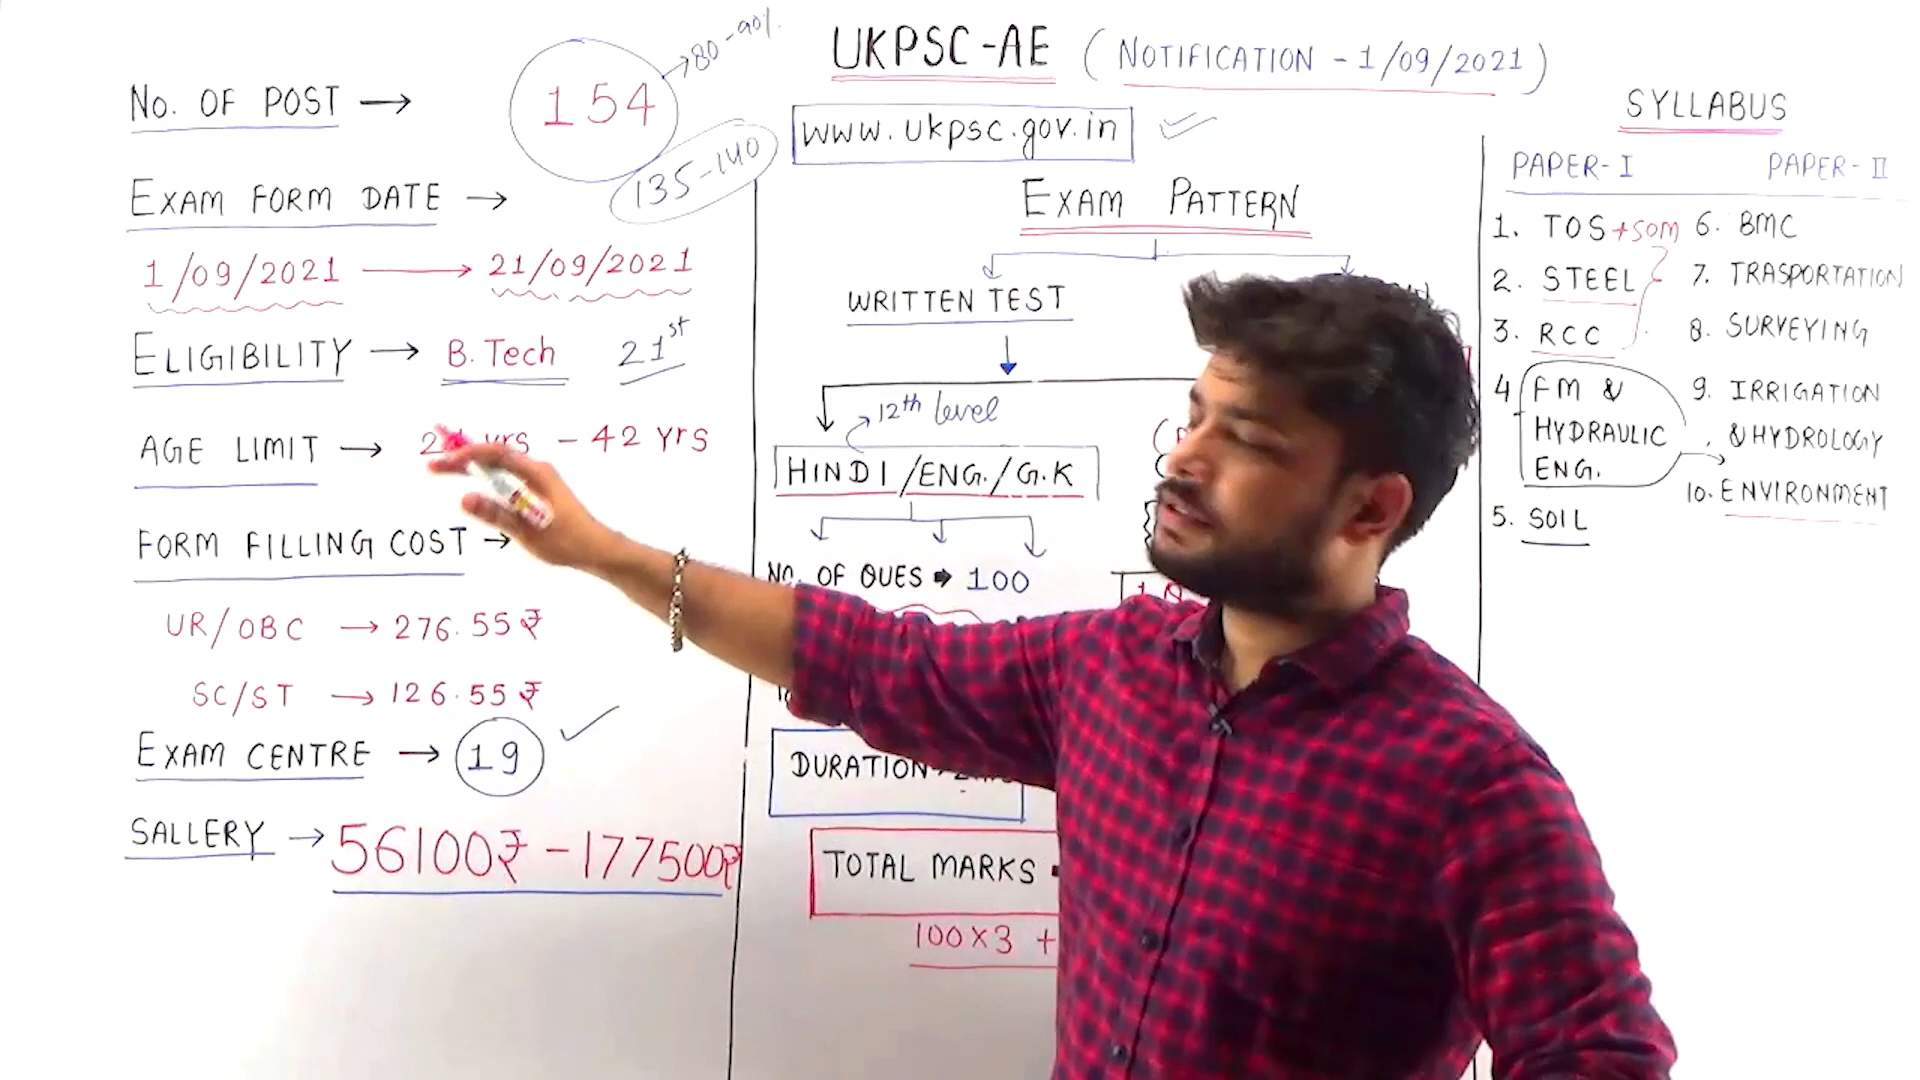 No. OF POST → 154
→ 80-90%
135-140
EXAM FORM DATE →
1/09/2021 → 21/09/2021
ELIGIBILITY → B.Tech 21st
AGE LIMIT → yrs - 42 yrs
FORM FILLING COST →
UR/OBC → 276.55₹
SC/ST → 126.55₹
EXAM CENTRE → 19
SALLERY → 56100₹ - 177500₹
UKPSC-AE (NOTIFICATION - 1/09/2021)
www.ukpsc.gov.in
EXAM PATTERN
WRITTEN TEST
12th level
HINDI/ENG./G.K
NO. OF QUES → 100
DURATION
TOTAL MARKS
100x3 +
SYLLABUS
PAPER-I
1. TOS+SOM
2. STEEL
3. RCC
4 FM &
HYDRAULIC
ENG.
5. SOIL
PAPER-II
6. BMC
7. TRASPORTATION
8. SURVEYING
9. IRRIGATION
&HYDROLOGY
10. ENVIRONMENT